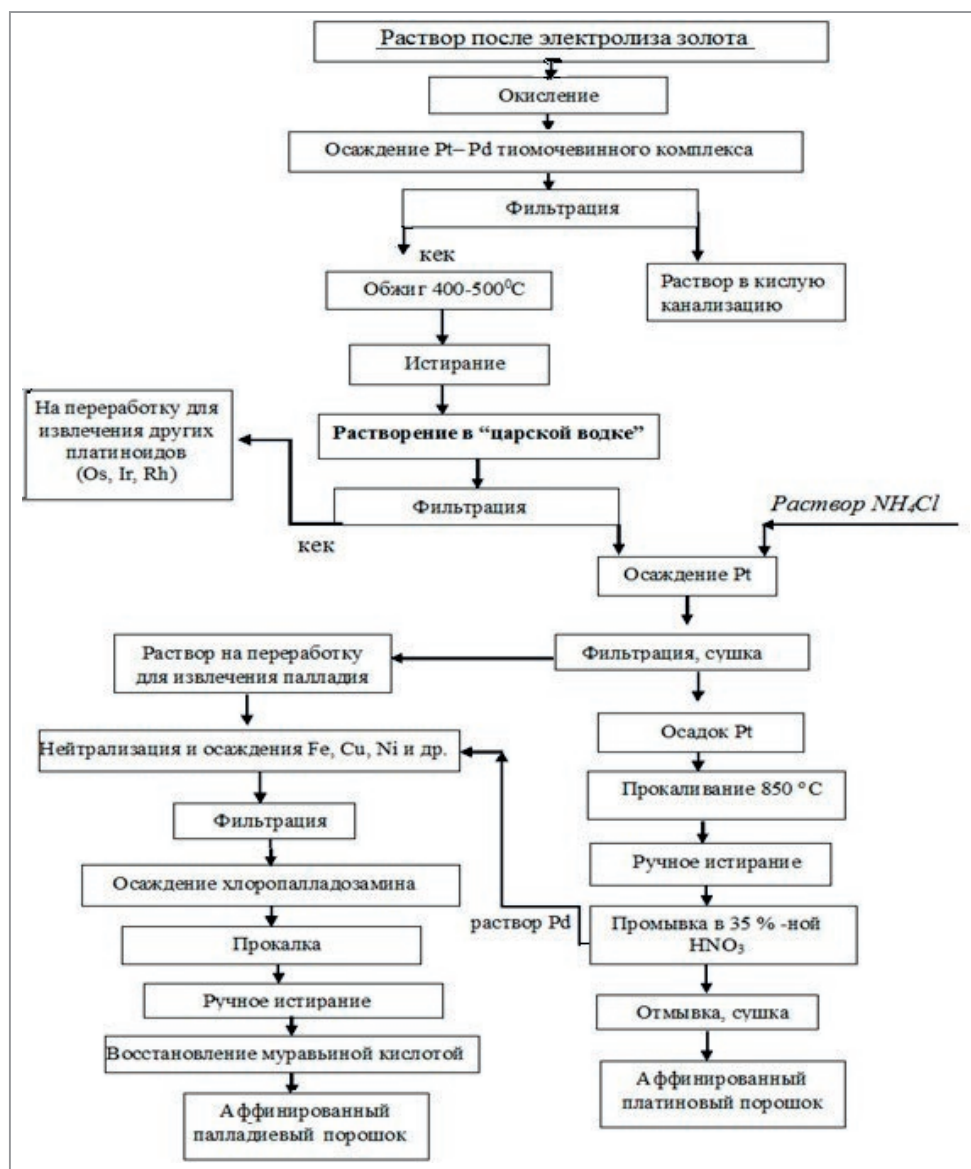 Раствор после электролиза золота
Окисление
Осаждение Pt– Pd тиомочевинного комплекса
Фильтрация
кек
Раствор в кислую
канализацию
Обжиг 400-500⁰С
Истирание
Растворение в “царской водке”
На переработку для
извлечения других
платиноидов
(Os, Ir, Rh)
Фильтрация
кек
Раствор NH₄Cl
Осаждение Pt
Фильтрация, сушка
Раствор на переработку
для извлечения палладия
Осадок Pt
Нейтрализация и осаждения Fe, Cu, Ni и др.
Прокаливание 850 °С
Фильтрация
Ручное истирание
Осаждение хлоропалладозамина
раствор Pd
Промывка в 35 % -ной
HNO₃
Прокалка
Ручное истирание
Отмывка, сушка
Восстановление муравьиной кислотой
Аффинированный
платиновый порошок
Аффинированный
палладиевый порошок